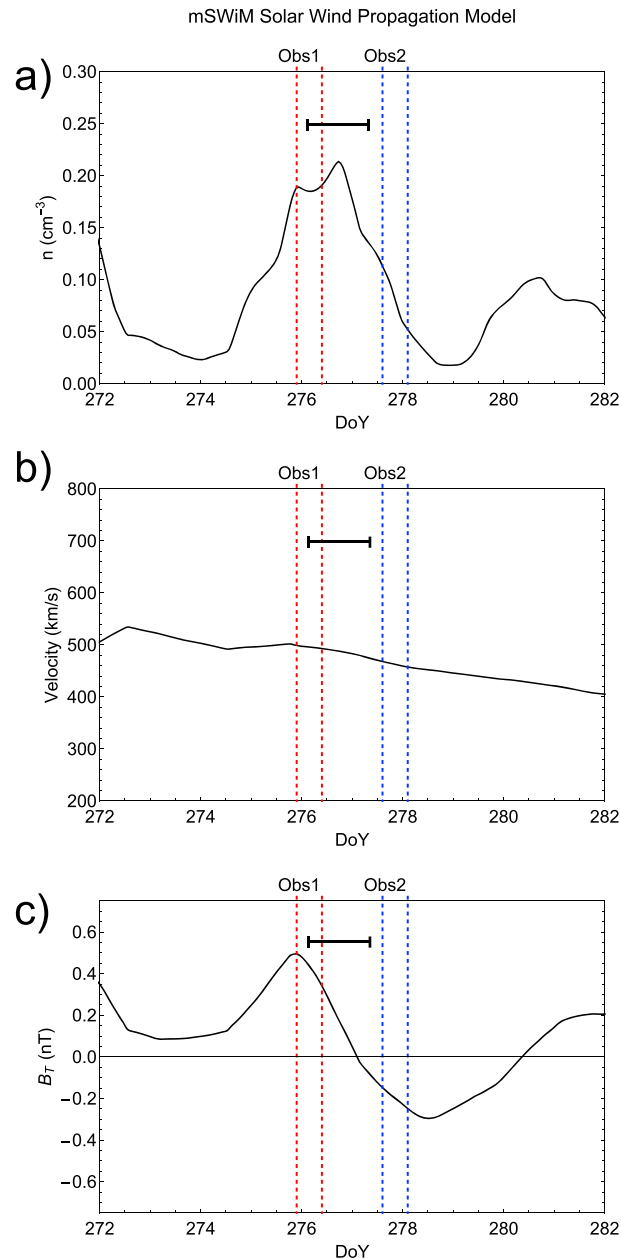 mSWiM Solar Wind Propagation Model
a)
Obs1 Obs2
0.30
0.25
0.20
0.15
0.10
0.05
0.00
n (cm⁻³)
272 274 276 278 280 282
DoY
b)
Obs1 Obs2
800
700
600
500
400
300
200
Velocity (km/s)
272 274 276 278 280 282
DoY
c)
Obs1 Obs2
0.6
0.4
0.2
0.0
−0.2
−0.4
−0.6
B_T (nT)
272 274 276 278 280 282
DoY